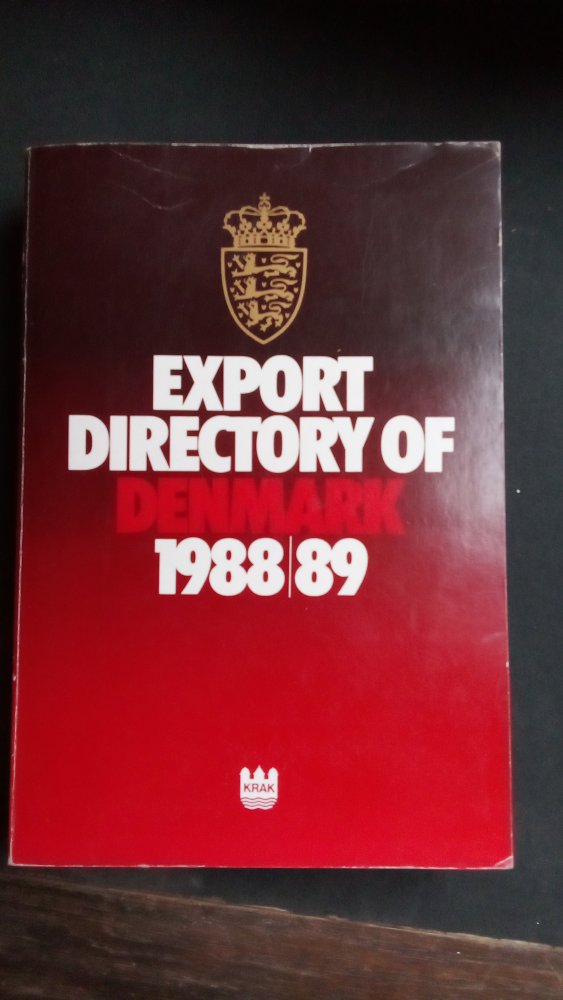 EXPORT
DIRECTORY OF
DENMARK
1988|89
KRAK